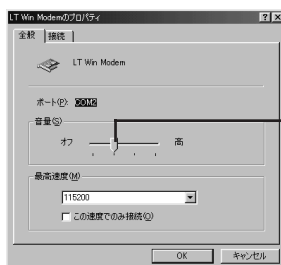 LT Win Modemのプロパティ
全般 接続
LT Win Modem
ポート(P): COM2
音量(S)
オフ 高
最高速度(M)
115200
この速度でのみ接続(O)
OK キャンセル